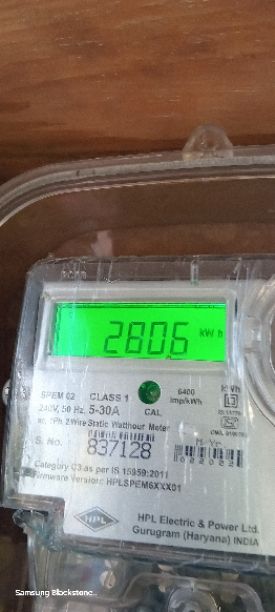 2806 kWh
SPEM 02 CLASS 1 6400 kWh
240V, 50 Hz, 5-30A CAL imp/kWh
1Ph. 2Wire Static Watthour Meter
S. No. 837128
Category C3 as per IS 15959:2011
Firmware Version: HPLSPEM6XXX01
HPL
HPL Electric & Power Ltd.
Gurugram (Haryana) INDIA